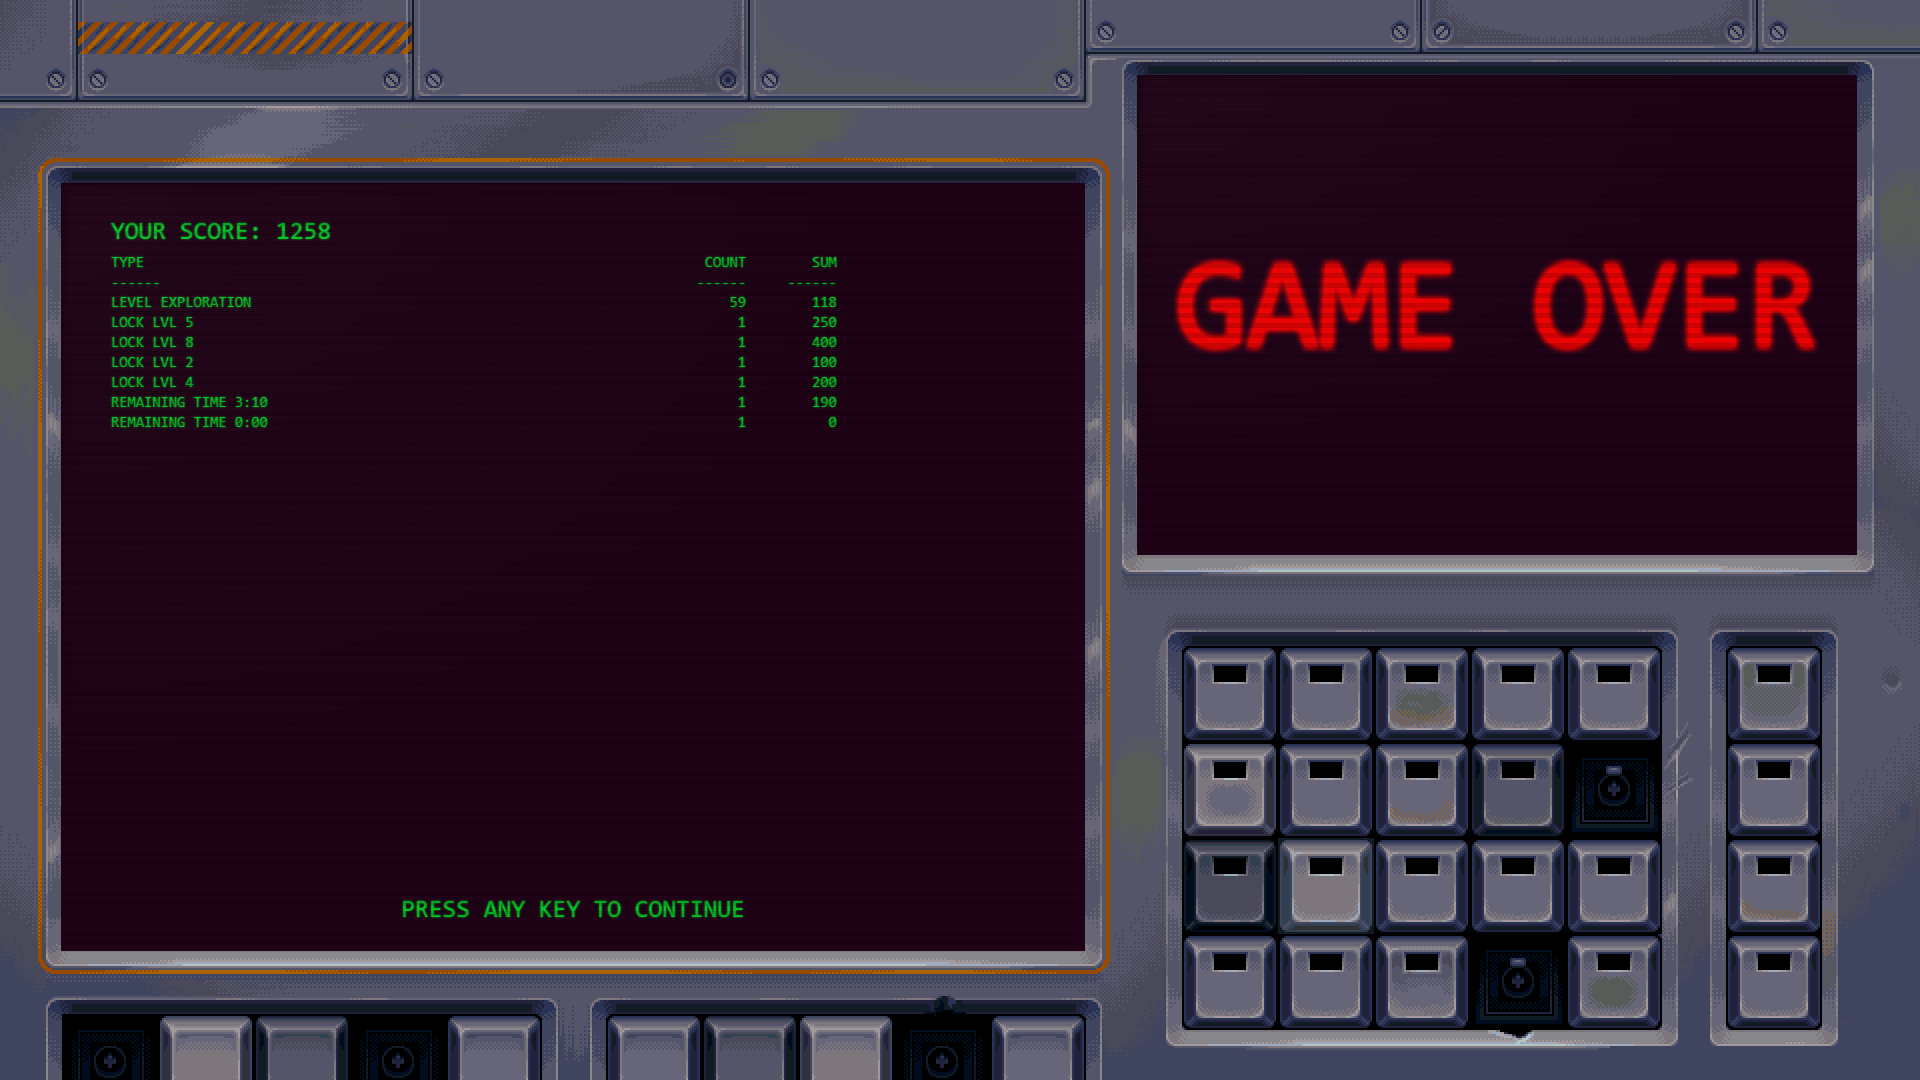 YOUR SCORE: 1258
TYPE COUNT SUM
------ ------ ------
LEVEL EXPLORATION 59 118
LOCK LVL 5 1 250
LOCK LVL 8 1 400
LOCK LVL 2 1 100
LOCK LVL 4 1 200
REMAINING TIME 3:10 1 190
REMAINING TIME 0:00 1 0
PRESS ANY KEY TO CONTINUE
GAME OVER